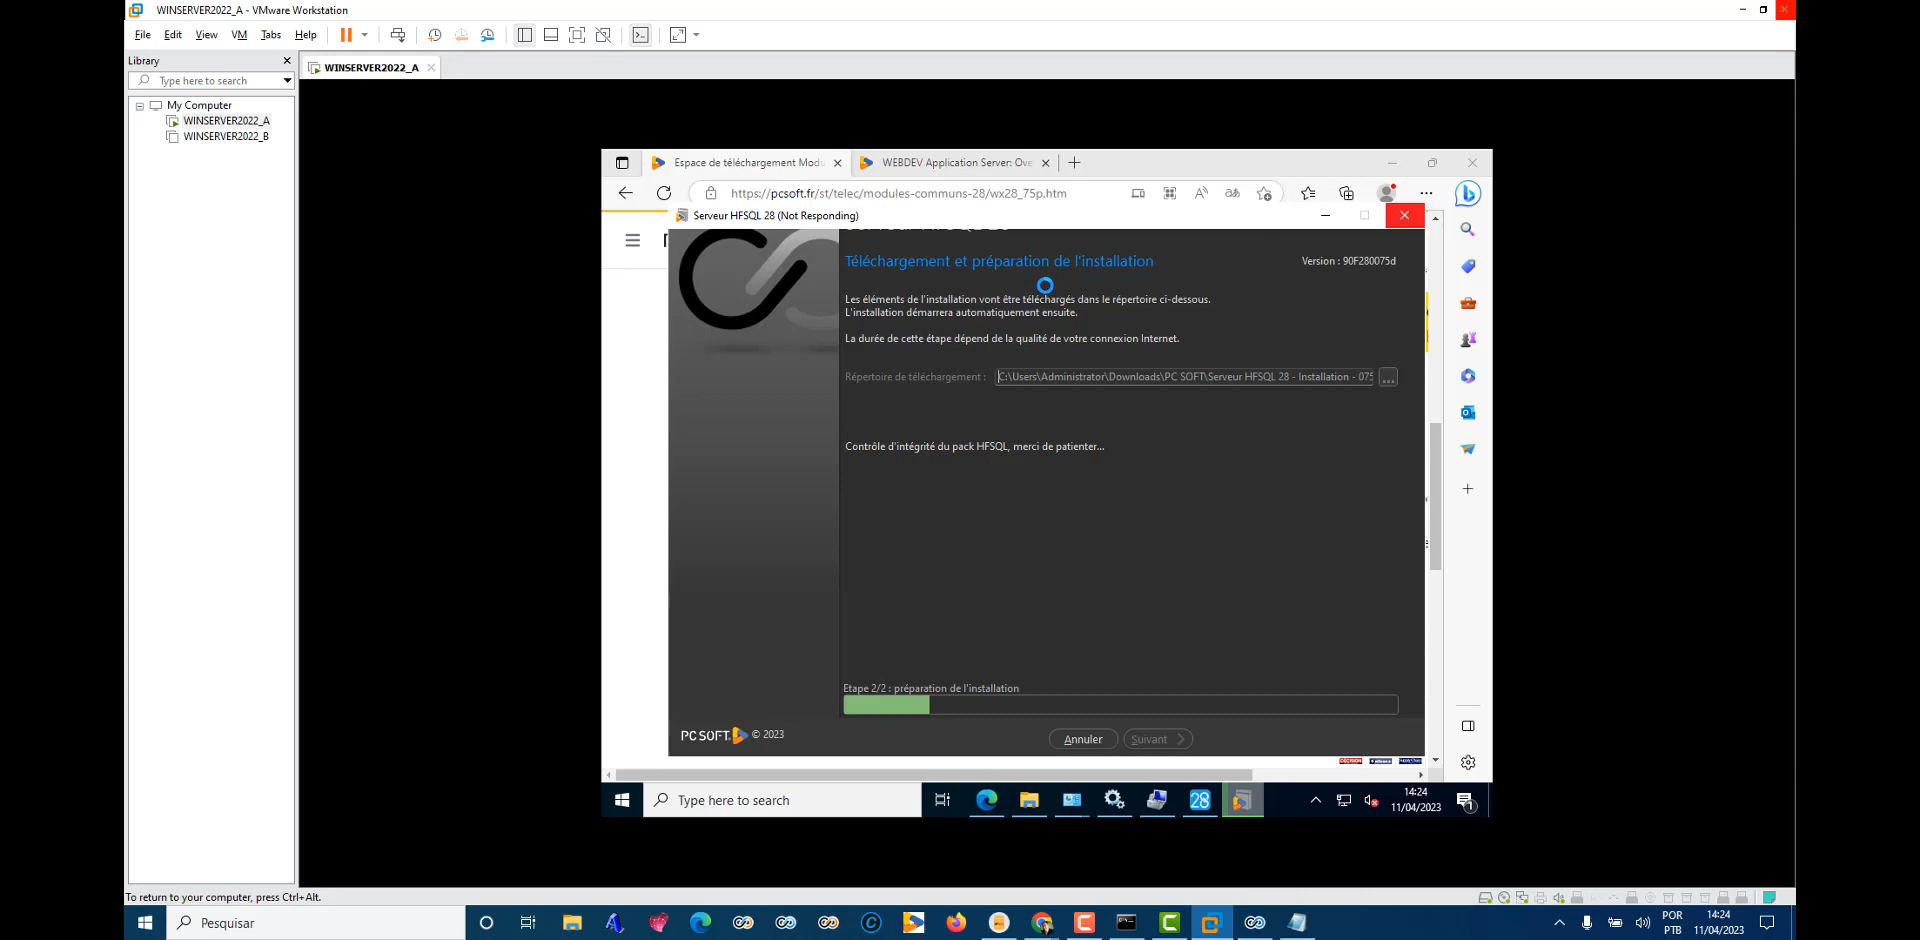 WINSERVER2022_A - VMware Workstation
File Edit View VM Tabs Help
Library
Type here to search
My Computer
WINSERVER2022_A
WINSERVER2022_B
WINSERVER2022_A
Espace de téléchargement Modu
WEBDEV Application Server: Ove
https://pcsoft.fr/st/telec/modules-communs-28/wx28_75p.htm
Serveur HFSQL 28 (Not Responding)
Téléchargement et préparation de l'installation
Version : 90F280075d
Les éléments de l'installation vont être téléchargés dans le répertoire ci-dessous.
L'installation démarrera automatiquement ensuite.
La durée de cette étape dépend de la qualité de votre connexion Internet.
Répertoire de téléchargement : C:\Users\Administrator\Downloads\PC SOFT\Serveur HFSQL 28 - Installation - 075
...
Contrôle d'intégrité du pack HFSQL, merci de patienter...
Etape 2/2 : préparation de l'installation
PC SOFT © 2023
Annuler
Suivant
Type here to search
28
14:24
11/04/2023
1
To return to your computer, press Ctrl+Alt.
Pesquisar
POR
PTB
14:24
11/04/2023